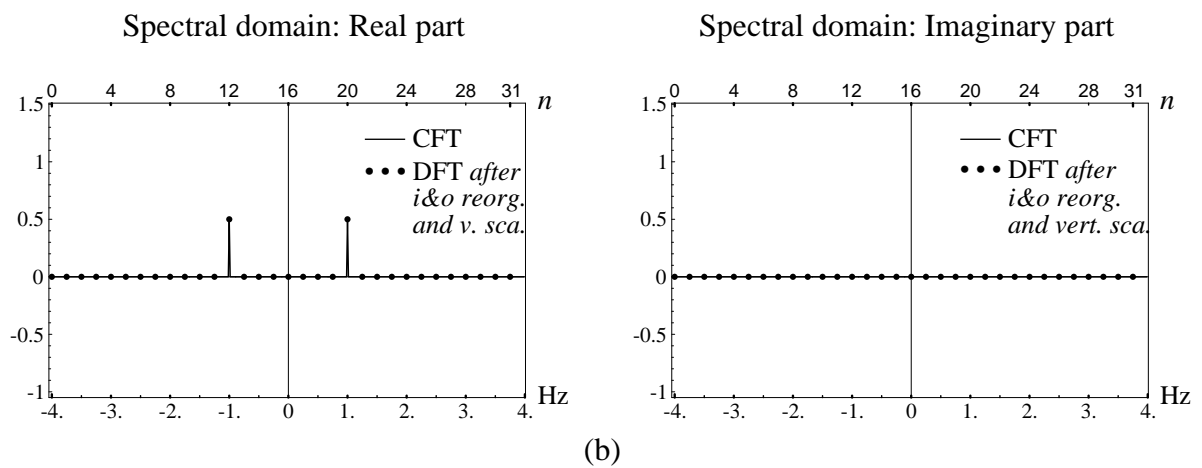 Spectral domain: Real part
0 4 8 12 16 20 24 28 31 n
1.5
1
0.5
0
-0.5
-1
CFT
DFT after
i&o reorg.
and v. sca.
-4. -3. -2. -1. 0 1. 2. 3. 4. Hz
Spectral domain: Imaginary part
0 4 8 12 16 20 24 28 31 n
1.5
1
0.5
0
-0.5
-1
CFT
DFT after
i&o reorg.
and vert. sca.
-4. -3. -2. -1. 0 1. 2. 3. 4. Hz
(b)